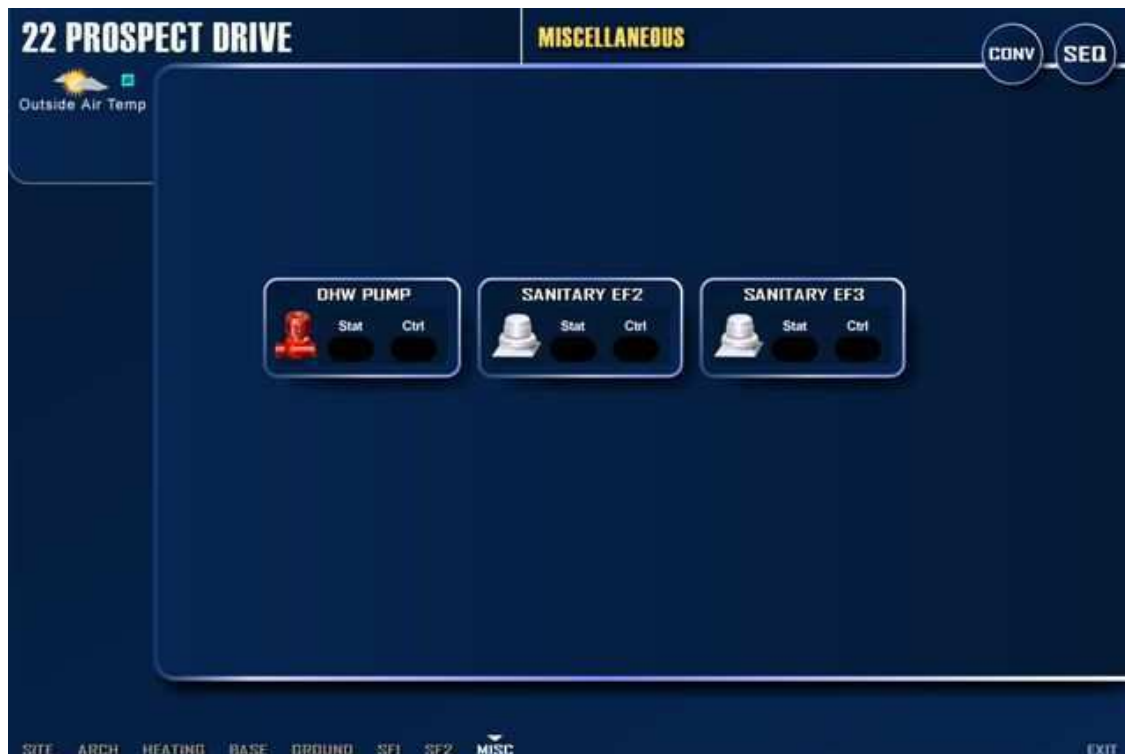 22 PROSPECT DRIVE
MISCELLANEOUS
CONV SEQ
Outside Air Temp
DHW PUMP
Stat Ctrl
SANITARY EF2
Stat Ctrl
SANITARY EF3
Stat Ctrl
SITE ARCH HEATING BASE GROUND SF1 SF2 MISC EXIT